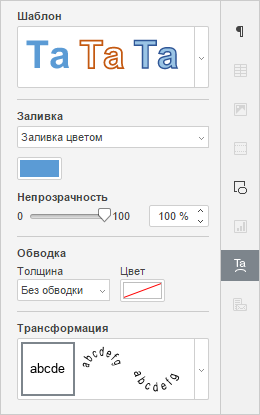 Шаблон
Ta Ta Ta
Заливка
Заливка цветом
Непрозрачность
0 100 100 %
Обводка
Толщина Цвет
Без обводки
Трансформация
abcde abcdefg abcdefg
¶
Ta